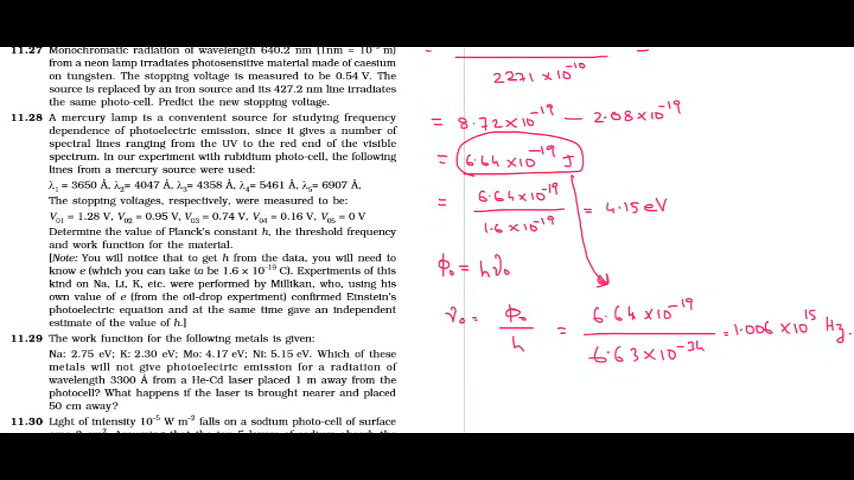 11.27 Monochromatic radiation of wavelength 640.2 nm (1nm = 10⁻⁹ m)
from a neon lamp irradiates photosensitive material made of caesium
on tungsten. The stopping voltage is measured to be 0.54 V. The
source is replaced by an iron source and its 427.2 nm line irradiates
the same photo-cell. Predict the new stopping voltage.
11.28 A mercury lamp is a convenient source for studying frequency
dependence of photoelectric emission, since it gives a number of
spectral lines ranging from the UV to the red end of the visible
spectrum. In our experiment with rubidium photo-cell, the following
lines from a mercury source were used:
λ₁ = 3650 Å, λ₂= 4047 Å, λ₃= 4358 Å, λ₄= 5461 Å, λ₅= 6907 Å,
The stopping voltages, respectively, were measured to be:
V₀₁ = 1.28 V, V₀₂ = 0.95 V, V₀₃ = 0.74 V, V₀₄ = 0.16 V, V₀₅ = 0 V
Determine the value of Planck's constant h, the threshold frequency
and work function for the material.
[Note: You will notice that to get h from the data, you will need to
know e (which you can take to be 1.6 × 10⁻¹⁹ C). Experiments of this
kind on Na, Li, K, etc. were performed by Millikan, who, using his
own value of e (from the oil-drop experiment) confirmed Einstein's
photoelectric equation and at the same time gave an independent
estimate of the value of h.]
11.29 The work function for the following metals is given:
Na: 2.75 eV; K: 2.30 eV; Mo: 4.17 eV; Ni: 5.15 eV. Which of these
metals will not give photoelectric emission for a radiation of
wavelength 3300 Å from a He-Cd laser placed 1 m away from the
photocell? What happens if the laser is brought nearer and placed
50 cm away?
11.30 Light of intensity 10⁻⁵ W m⁻² falls on a sodium photo-cell of surface
2271 × 10⁻¹⁰
= 8.72 × 10⁻¹⁹ — 2.08 × 10⁻¹⁹
= 6.64 × 10⁻¹⁹ J
= 6.64 × 10⁻¹⁹ / 1.6 × 10⁻¹⁹ = 4.15 eV
ϕ₀ = hν₀
ν₀ = ϕ₀ / h = 6.64 × 10⁻¹⁹ / 6.63 × 10⁻³⁴ = 1.006 × 10¹⁵ Hz.